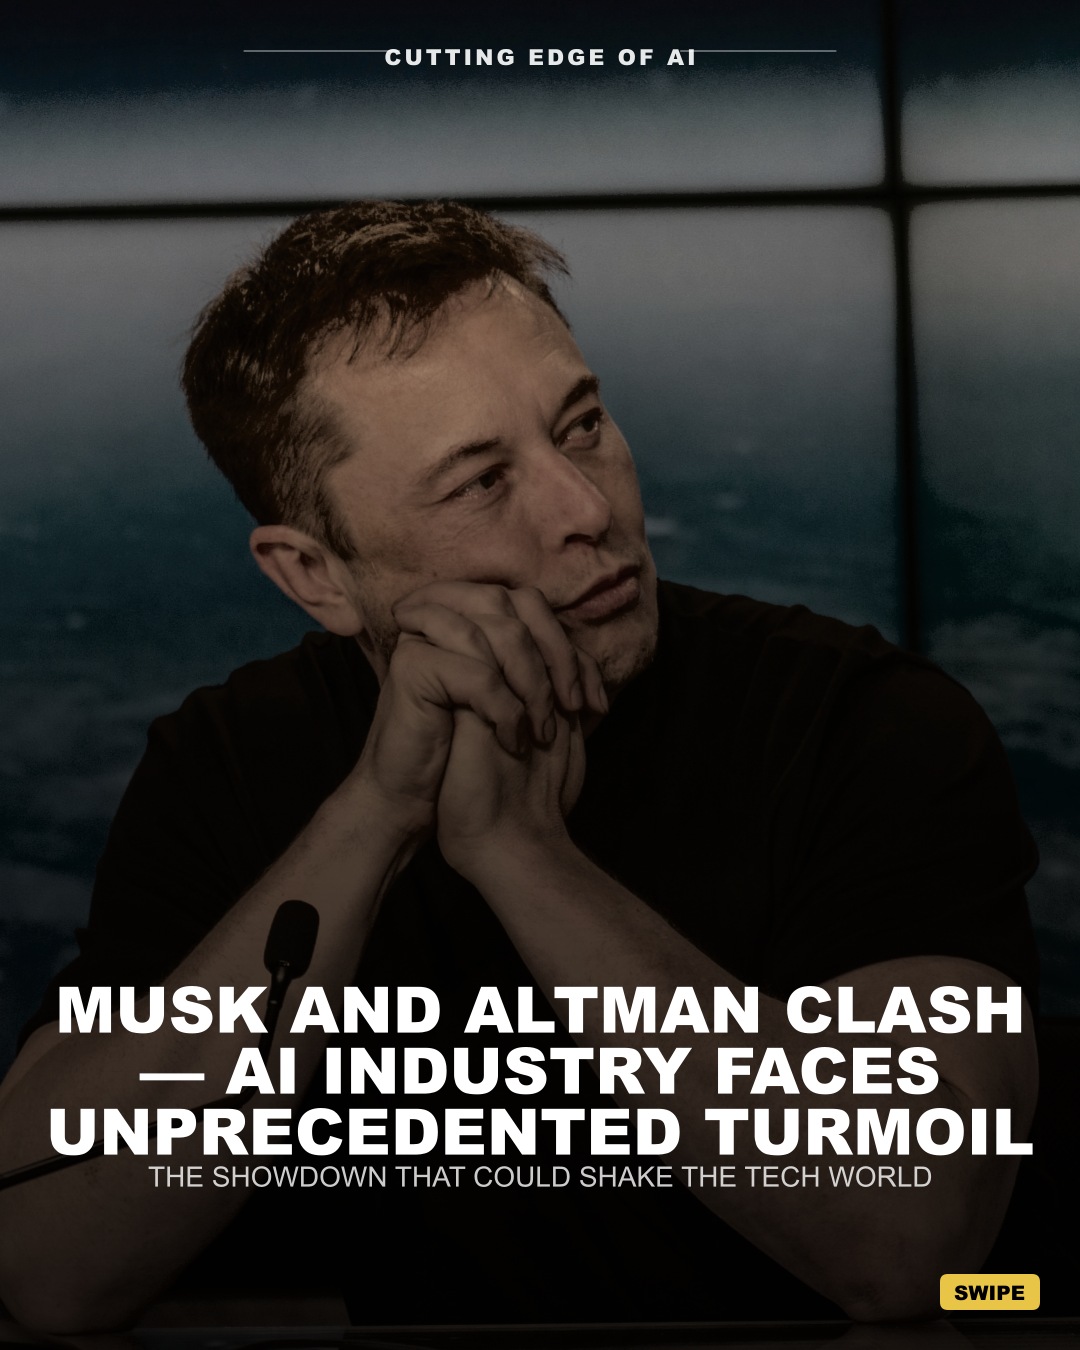 CUTTING EDGE OF AI
MUSK AND ALTMAN CLASH
— AI INDUSTRY FACES
UNPRECEDENTED TURMOIL
THE SHOWDOWN THAT COULD SHAKE THE TECH WORLD
SWIPE